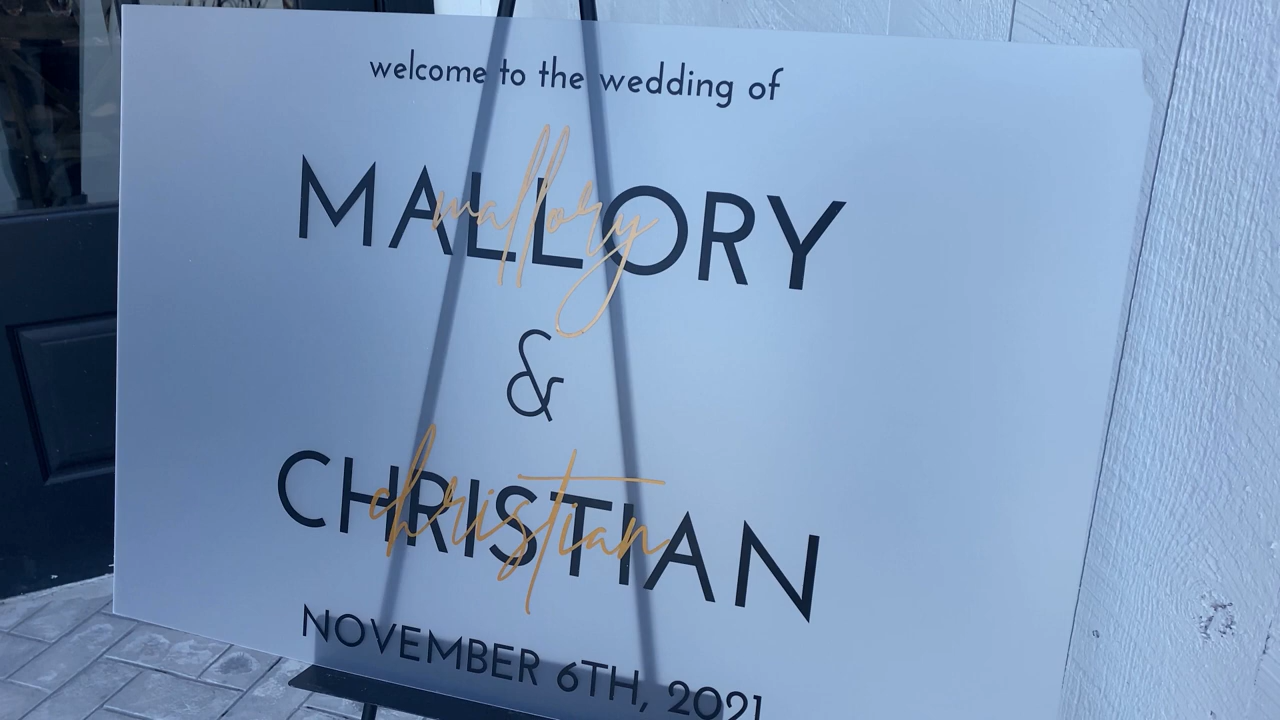 welcome to the wedding of
MALLORY
mallory
&
CHRISTIAN
christian
NOVEMBER 6TH, 2021